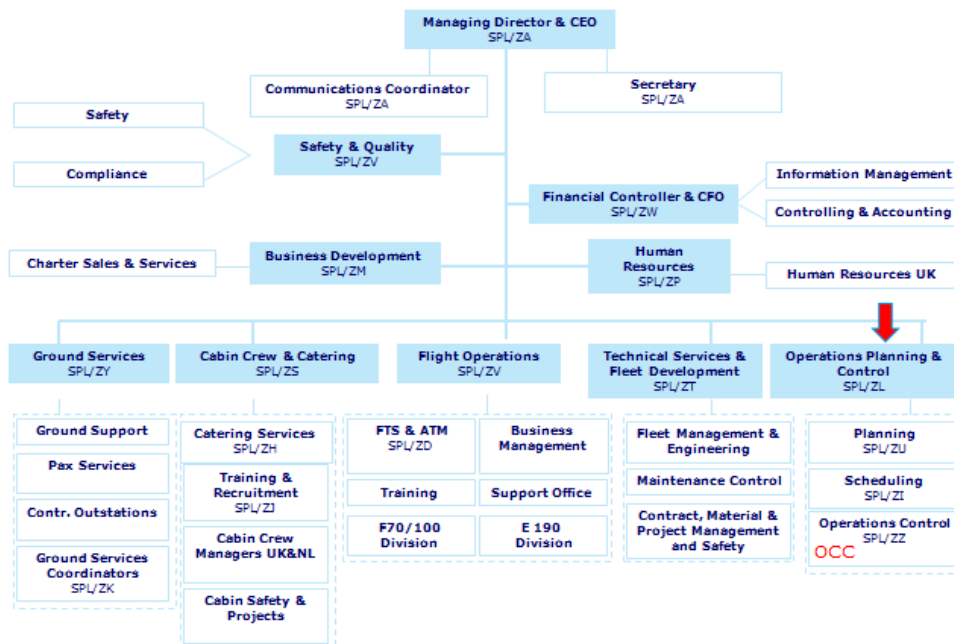 Managing Director & CEO
SPL/ZA
Communications Coordinator
SPL/ZA
Secretary
SPL/ZA
Safety
Compliance
Safety & Quality
SPL/ZV
Financial Controller & CFO
SPL/ZW
Information Management
Controlling & Accounting
Charter Sales & Services
Business Development
SPL/ZM
Human
Resources
SPL/ZP
Human Resources UK
Ground Services
SPL/ZY
Cabin Crew & Catering
SPL/ZS
Flight Operations
SPL/ZV
Technical Services &
Fleet Development
SPL/ZT
Operations Planning &
Control
SPL/ZL
Ground Support
Pax Services
Contr. Outstations
Ground Services
Coordinators
SPL/ZK
Catering Services
SPL/ZH
Training &
Recruitment
SPL/ZJ
Cabin Crew
Managers UK&NL
Cabin Safety &
Projects
FTS & ATM
SPL/ZD
Business
Management
Training
Support Office
F70/100
Division
E 190
Division
Fleet Management &
Engineering
Maintenance Control
Contract, Material &
Project Management
and Safety
Planning
SPL/ZU
Scheduling
SPL/ZI
Operations Control
SPL/ZZ
OCC